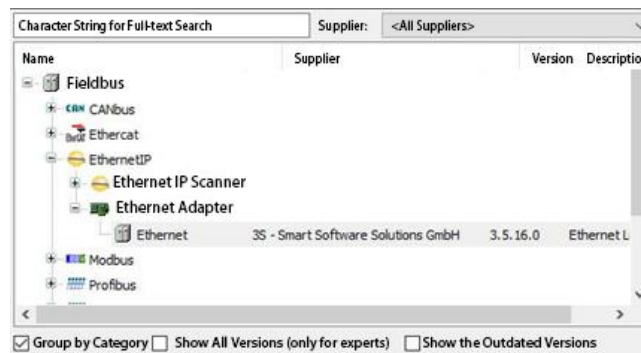 Character String for Full-text Search Supplier: <All Suppliers>
Name Supplier Version Descriptio
Fieldbus
CAN CANbus
Ethercat
EthernetIP
Ethernet IP Scanner
Ethernet Adapter
Ethernet 3S - Smart Software Solutions GmbH 3.5.16.0 Ethernet L
Modbus
Profibus
Group by Category Show All Versions (only for experts) Show the Outdated Versions